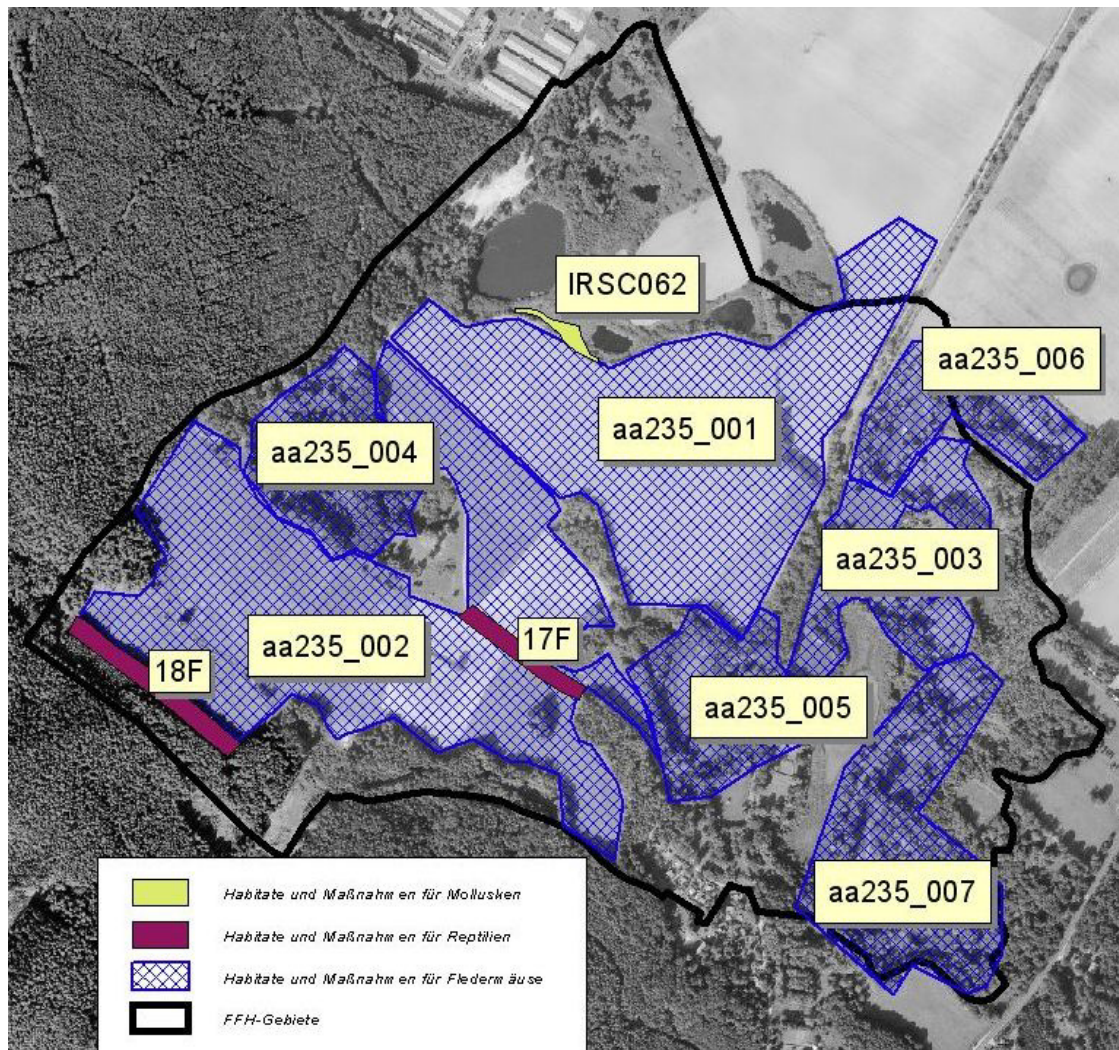 IRSC062
aa235_006
aa235_001
aa235_004
aa235_003
17F
aa235_002
18F
aa235_005
aa235_007
Habitate und Maßnahmen für Mollusken
Habitate und Maßnahmen für Reptilien
Habitate und Maßnahmen für Fledermäuse
FFH-Gebiete